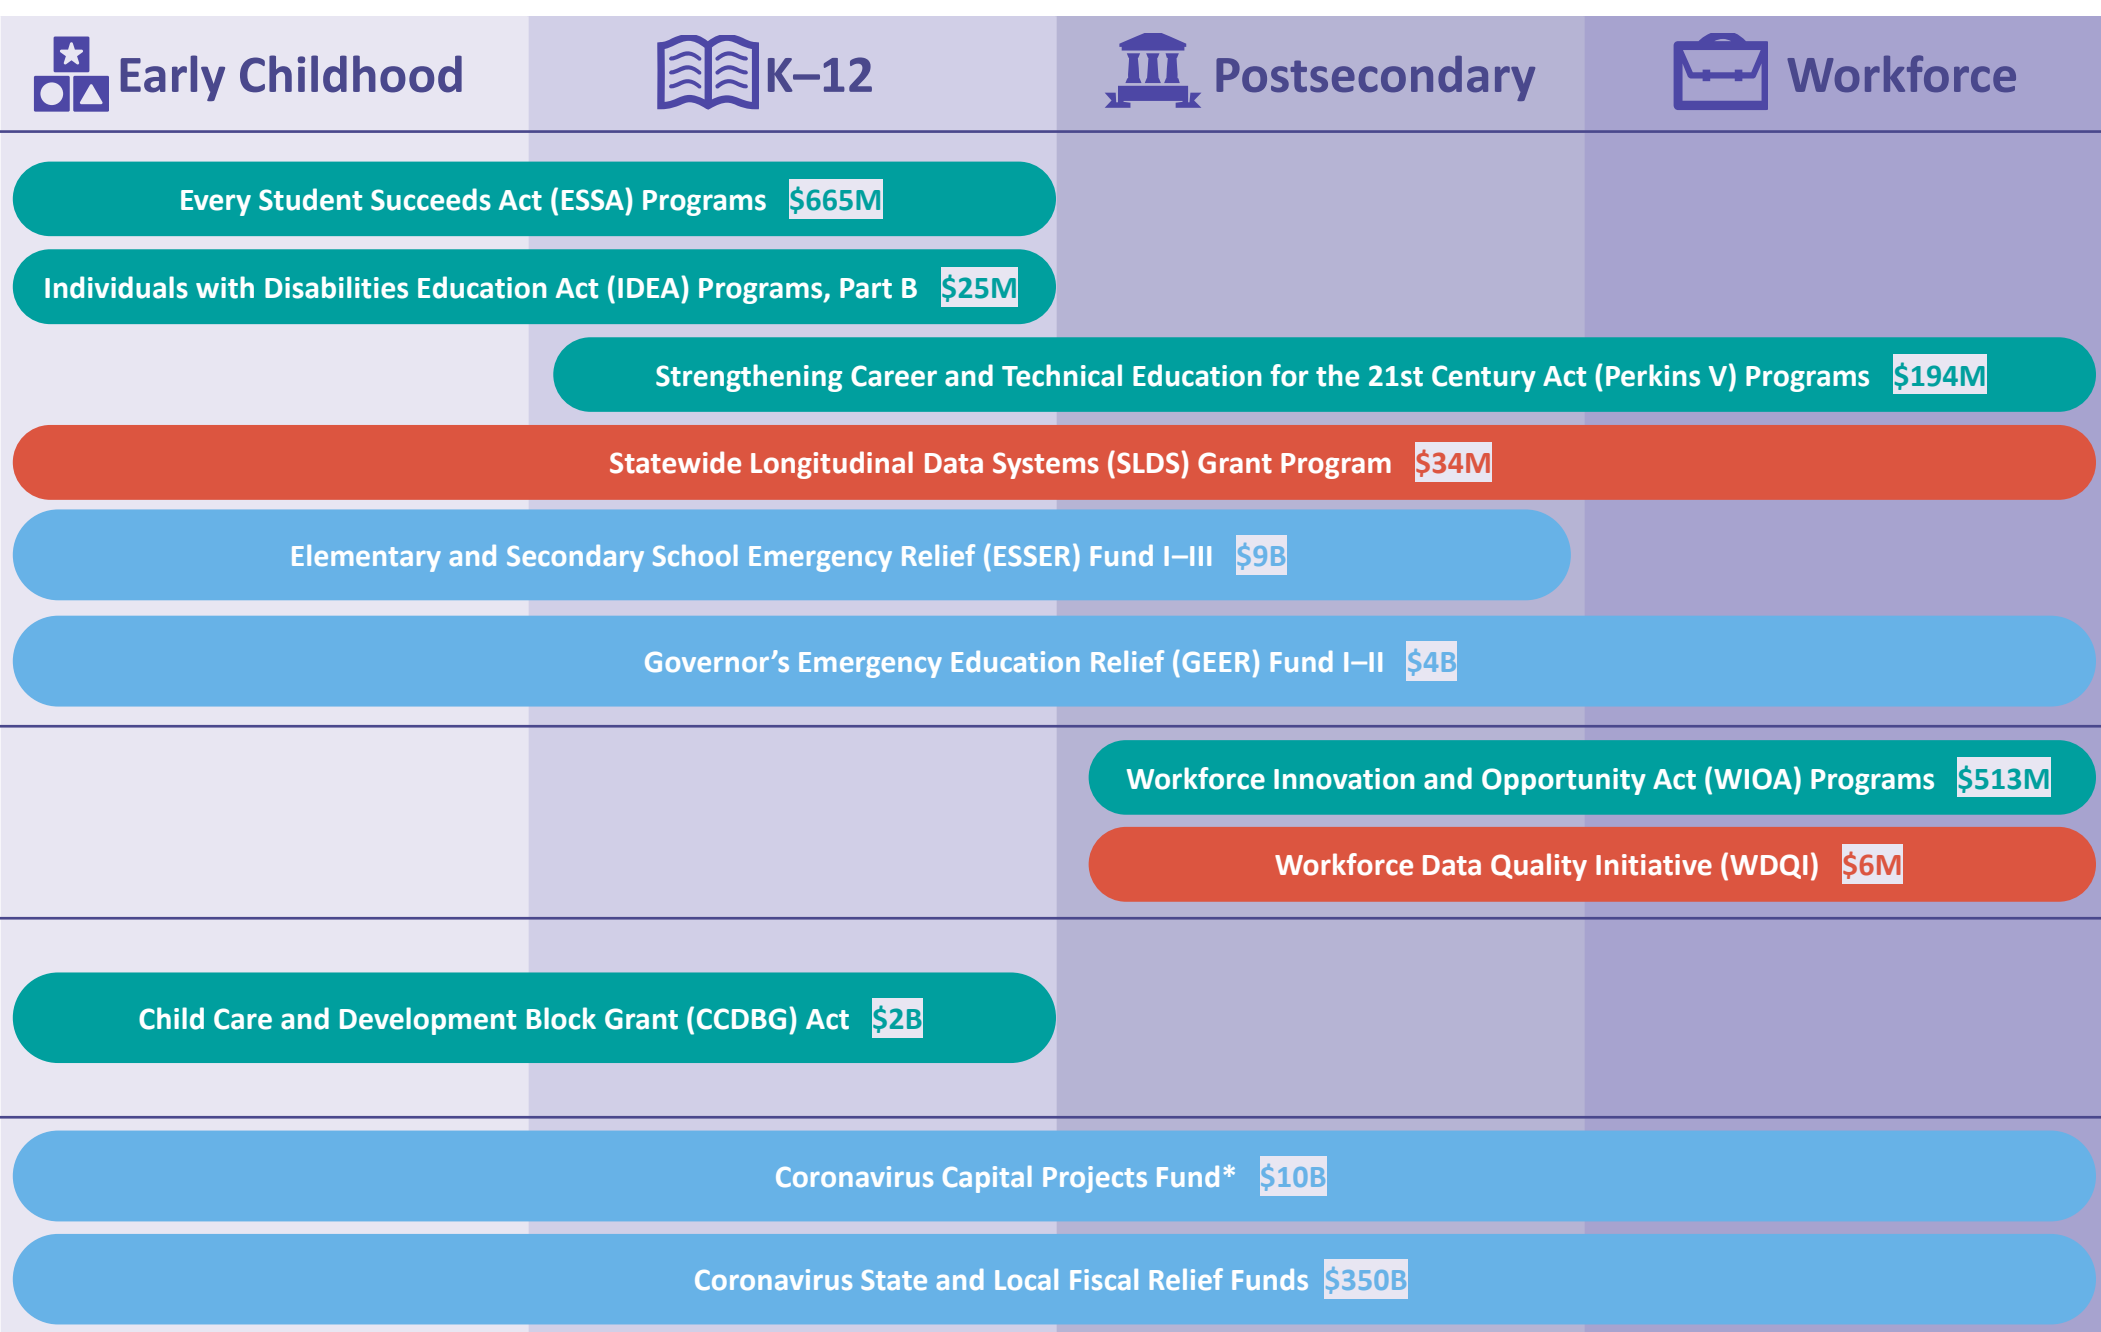 Early Childhood
K–12
Postsecondary
Workforce
Every Student Succeeds Act (ESSA) Programs $665M
Individuals with Disabilities Education Act (IDEA) Programs, Part B $25M
Strengthening Career and Technical Education for the 21st Century Act (Perkins V) Programs $194M
Statewide Longitudinal Data Systems (SLDS) Grant Program $34M
Elementary and Secondary School Emergency Relief (ESSER) Fund I–III $9B
Governor’s Emergency Education Relief (GEER) Fund I–II $4B
Workforce Innovation and Opportunity Act (WIOA) Programs $513M
Workforce Data Quality Initiative (WDQI) $6M
Child Care and Development Block Grant (CCDBG) Act $2B
Coronavirus Capital Projects Fund* $10B
Coronavirus State and Local Fiscal Relief Funds $350B